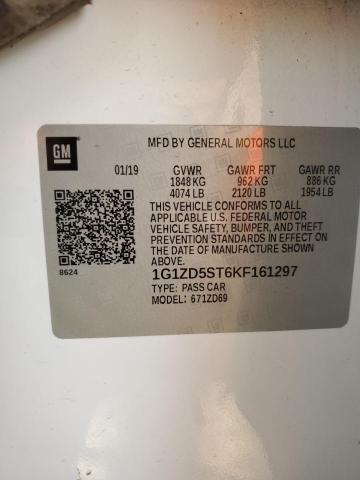 GM
MFD BY GENERAL MOTORS LLC
01/19 GVWR GAWR FRT GAWR RR
1848 KG 962 KG 886 KG
4074 LB 2120 LB 1954 LB
THIS VEHICLE CONFORMS TO ALL
APPLICABLE U.S. FEDERAL MOTOR
VEHICLE SAFETY, BUMPER, AND THEFT
PREVENTION STANDARDS IN EFFECT ON
THE DATE OF MANUFACTURE SHOWN
ABOVE.
8624
1G1ZD5ST6KF161297
TYPE: PASS CAR
MODEL: 671ZD69